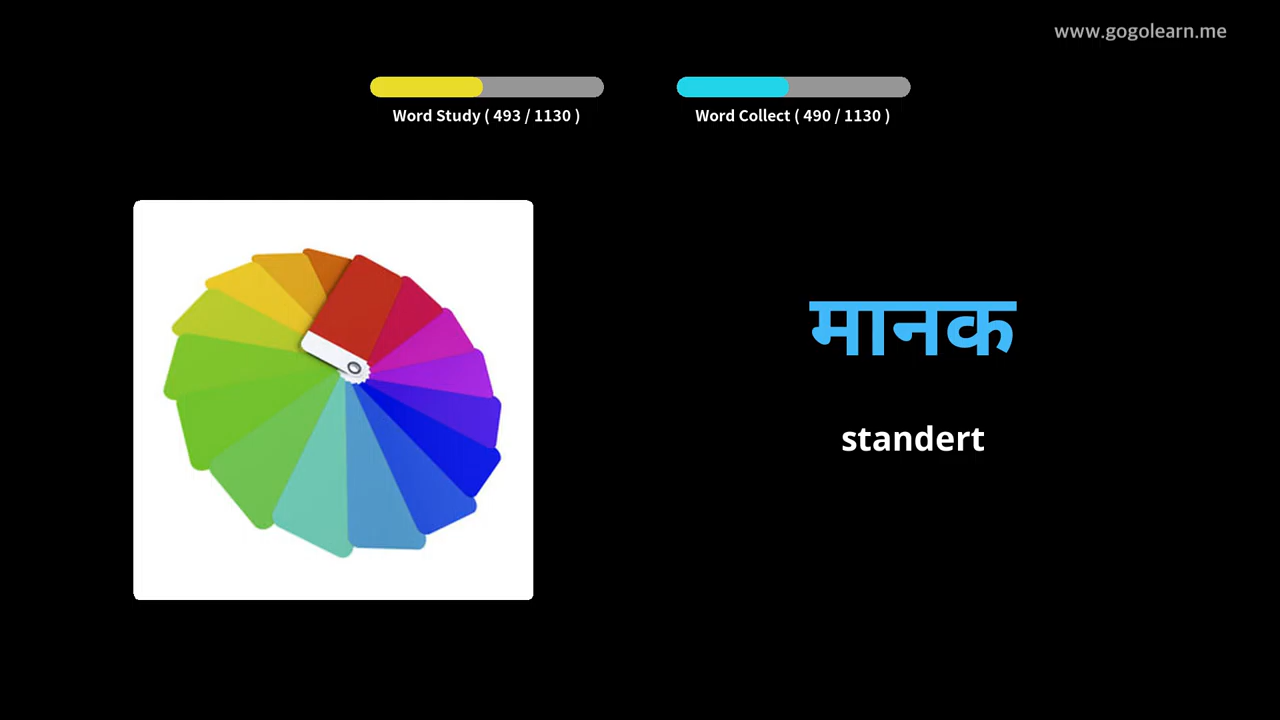 www.gogolearn.me
Word Study ( 493 / 1130 )
Word Collect ( 490 / 1130 )
मानक
standert